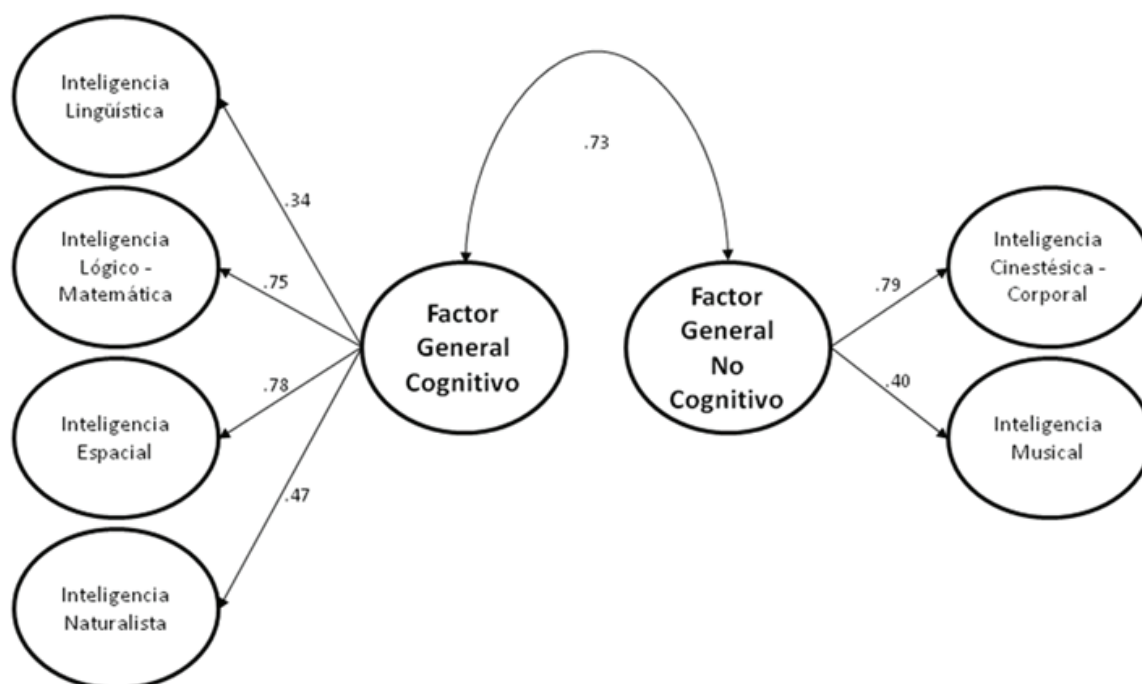 Inteligencia
Lingüística
.34
Inteligencia
Lógico -
Matemática
.75
Inteligencia
Espacial
.78
Inteligencia
Naturalista
.47
Factor
General
Cognitivo
.73
Factor
General
No
Cognitivo
.79
Inteligencia
Cinestésica -
Corporal
.40
Inteligencia
Musical